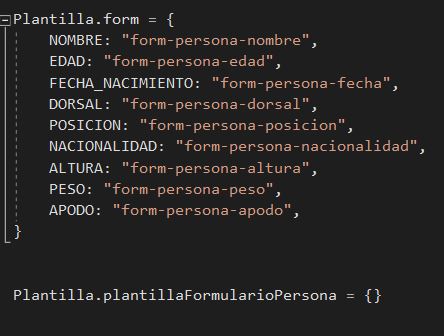 Plantilla.form = {
NOMBRE: "form-persona-nombre",
EDAD: "form-persona-edad",
FECHA_NACIMIENTO: "form-persona-fecha",
DORSAL: "form-persona-dorsal",
POSICION: "form-persona-posicion",
NACIONALIDAD: "form-persona-nacionalidad",
ALTURA: "form-persona-altura",
PESO: "form-persona-peso",
APODO: "form-persona-apodo",
}
Plantilla.plantillaFormularioPersona = {}